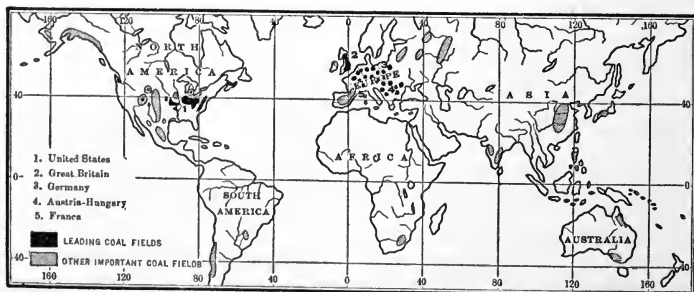 160 120 80 40 0 40 80 120 160
NORTH
AMERICA
2
EUROPE
ASIA
40
40
1
5
AFRICA
1. United States
2. Great Britain
3. Germany
4. Austria-Hungary
5. France
0
0
SOUTH
AMERICA
AUSTRALIA
LEADING COAL FIELDS
OTHER IMPORTANT COAL FIELDS
40
40
160 120 80 40 0 40 80 120 160